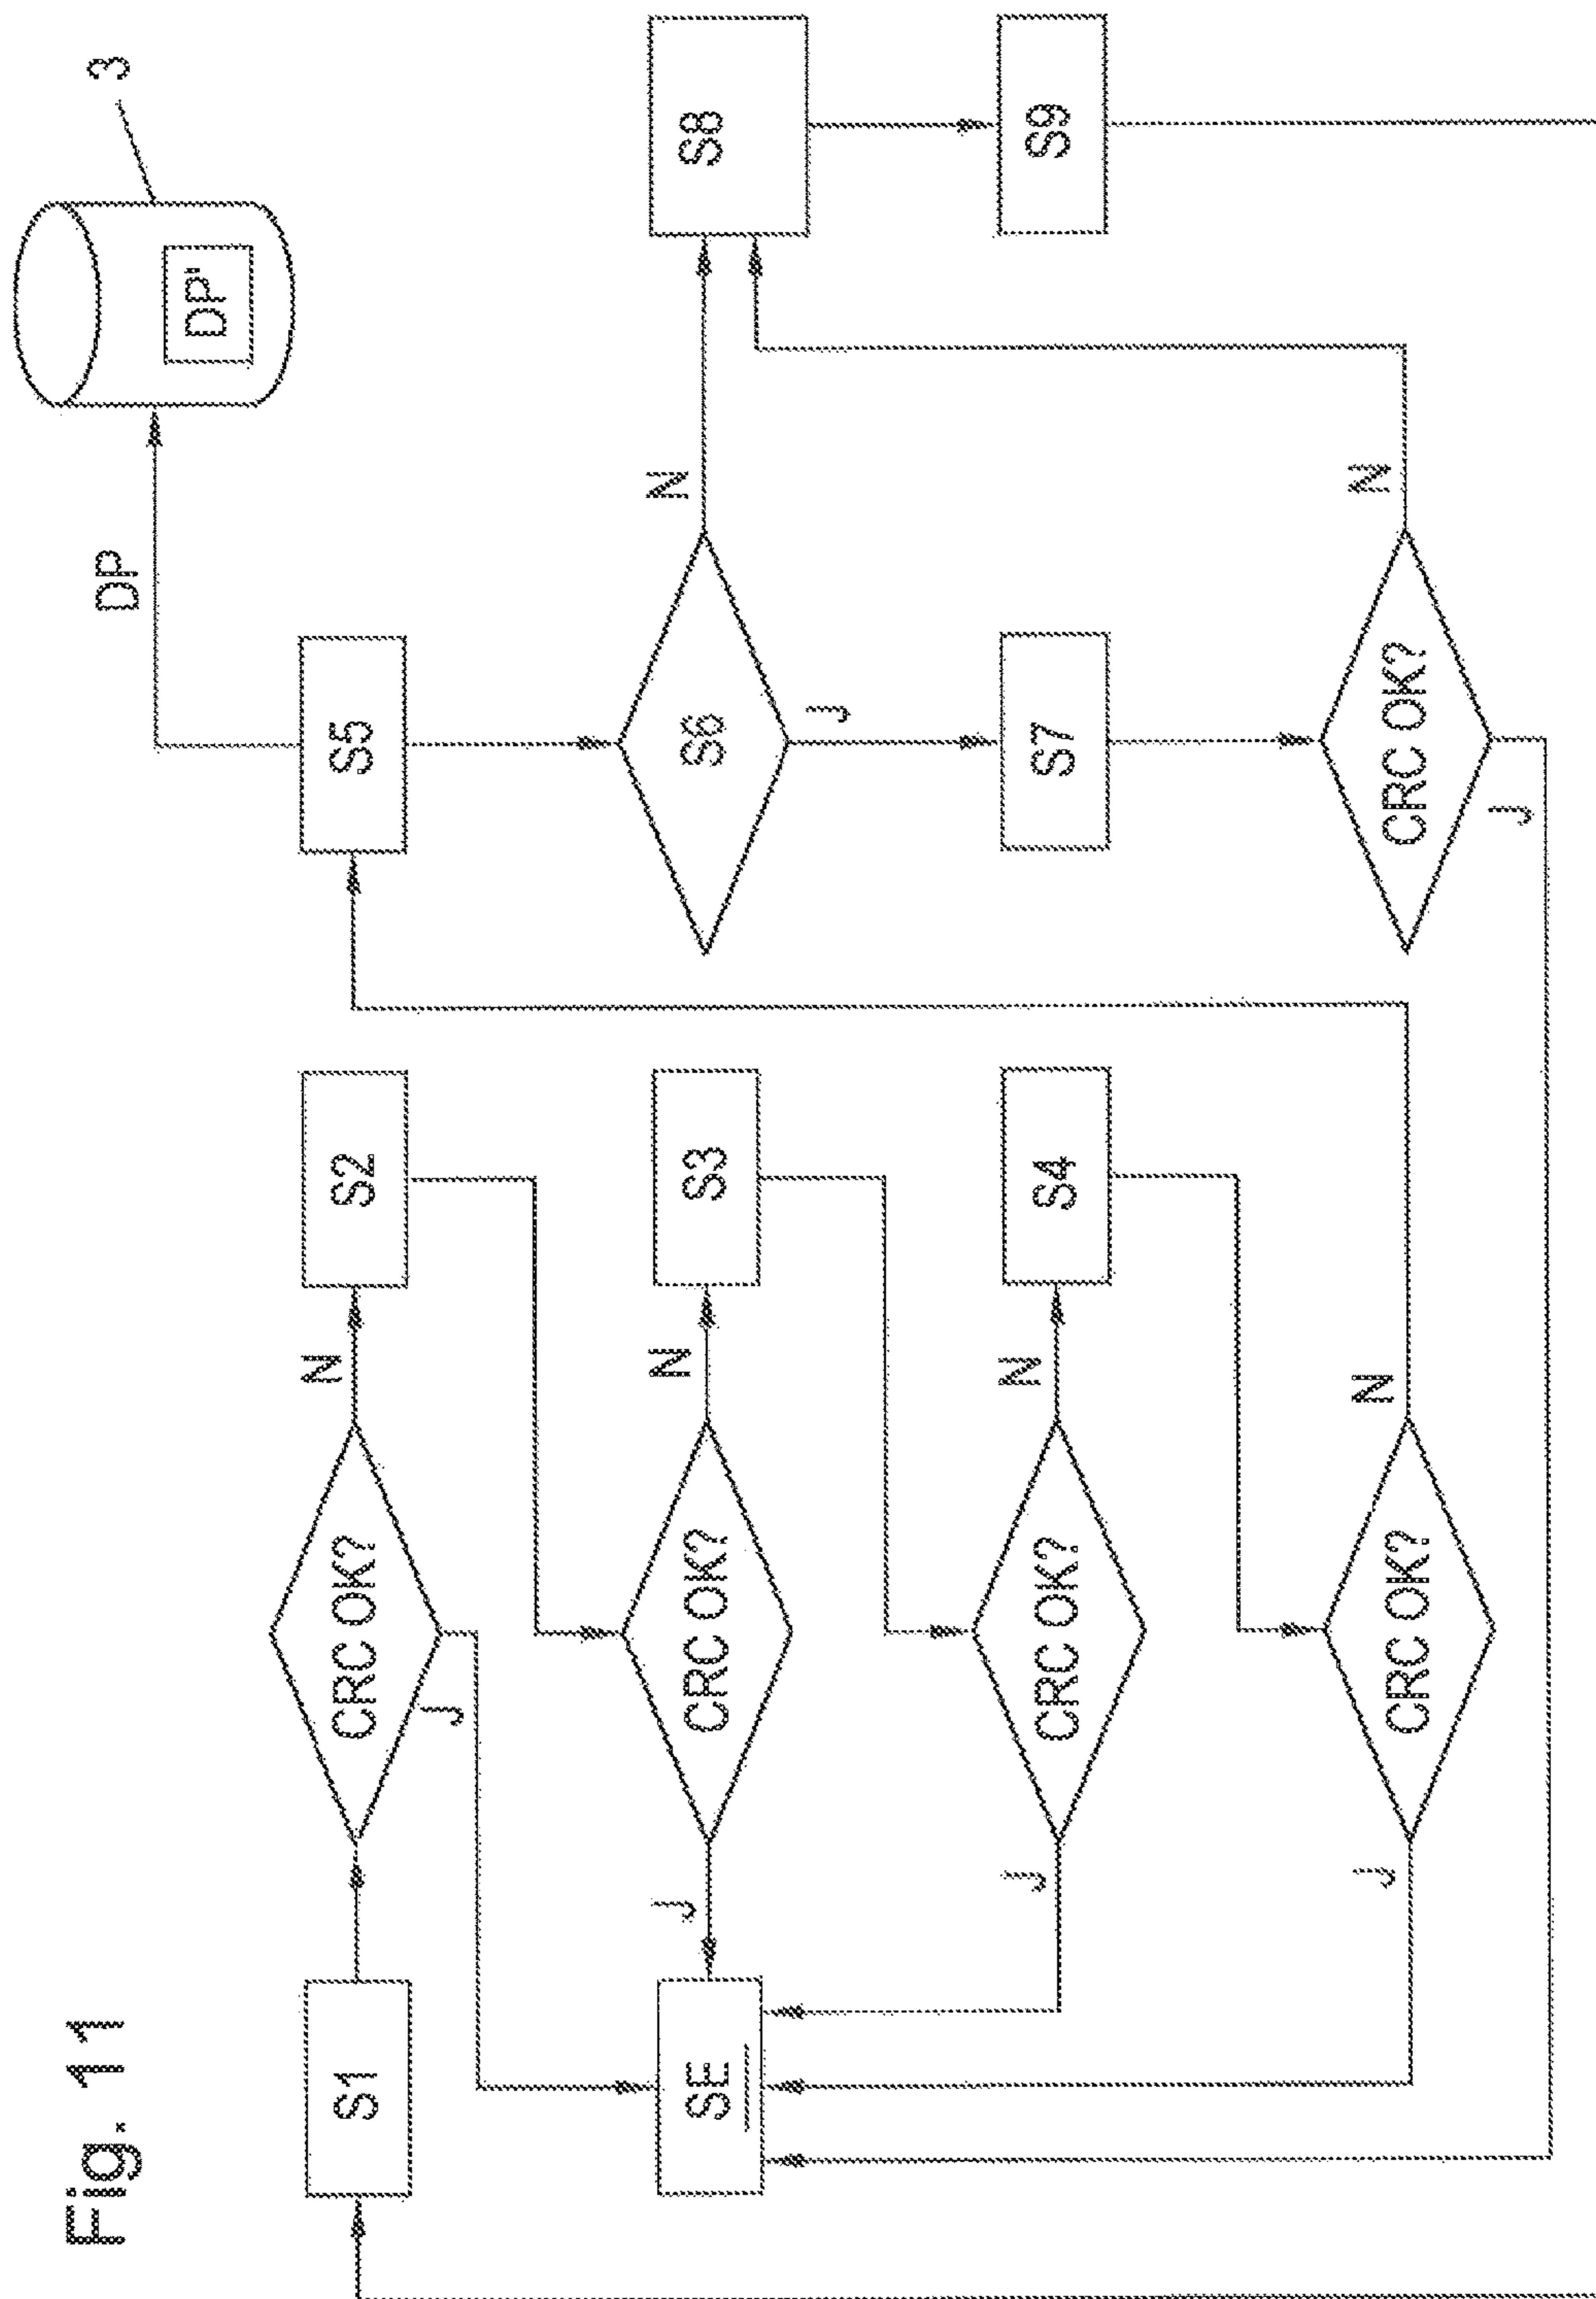 Fig. 11
3
DP'
DP
S1
CRC OK?
N
J
S2
S5
SE
J
CRC OK?
N
S3
S6
N
J
S8
J
CRC OK?
N
S4
S7
S9
J
CRC OK?
N
CRC OK?
N
J